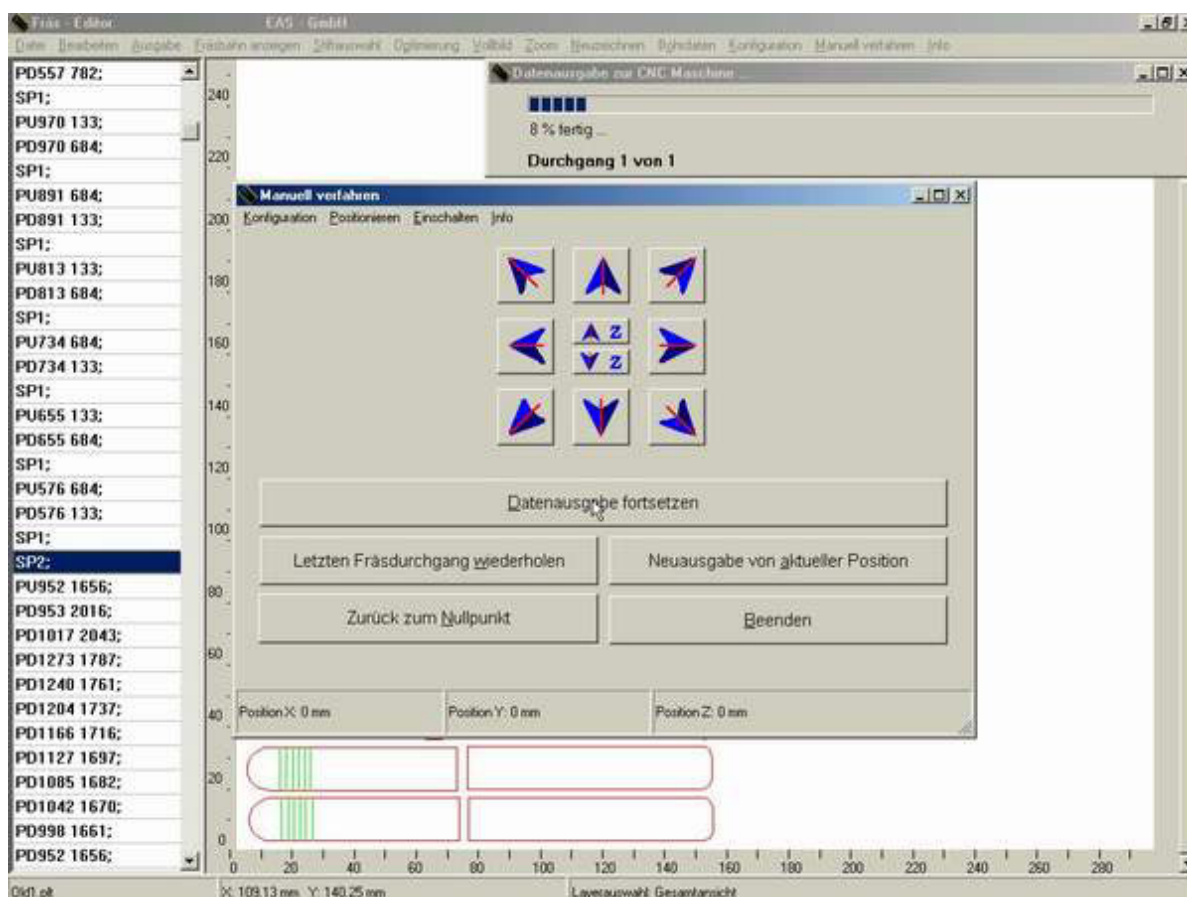 Fräs - Editor EAS - GmbH
Datei Bearbeiten Ausgabe Fräsbahn anzeigen Stiftauswahl Optimierung Vollbild Zoom Neuzeichnen Bohrdaten Konfiguration Manuell verfahren Info
PD557 782;
SP1;
PU970 133;
PD970 684;
SP1;
PU891 684;
PD891 133;
SP1;
PU813 133;
PD813 684;
SP1;
PU734 684;
PD734 133;
SP1;
PU655 133;
PD655 684;
SP1;
PU576 684;
PD576 133;
SP1;
SP2;
PU952 1656;
PD953 2016;
PD1017 2043;
PD1273 1787;
PD1240 1761;
PD1204 1737;
PD1166 1716;
PD1127 1697;
PD1085 1682;
PD1042 1670;
PD998 1661;
PD952 1656;
240
220
200
180
160
140
120
100
80
60
40
20
0
Datenausgabe zur CNC Maschine ...
8 % fertig ...
Durchgang 1 von 1
Manuell verfahren
Konfiguration Positionieren Einschalten Info
Z
Z
Datenausgabe fortsetzen
Letzten Fräsdurchgang wiederholen Neuausgabe von aktueller Position
Zurück zum Nullpunkt Beenden
Position X: 0 mm Position Y: 0 mm Position Z: 0 mm
0 20 40 60 80 100 120 140 160 180 200 220 240 260 280
Old1.plt X: 109.13 mm Y: 140.25 mm Layerauswahl: Gesamtansicht